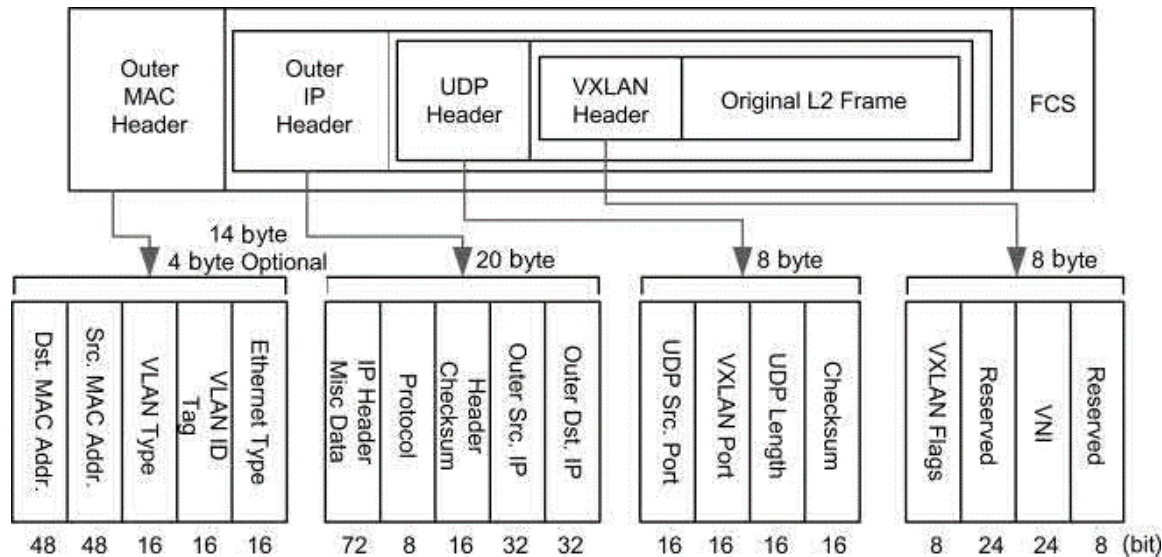 Outer
MAC
Header
Outer
IP
Header
UDP
Header
VXLAN
Header
Original L2 Frame
FCS
14 byte
4 byte Optional
20 byte
8 byte
8 byte
Dst. MAC Addr.
Src. MAC Addr.
VLAN Type
VLAN ID
Tag
Ethernet Type
IP Header
Misc Data
Protocol
Header
Checksum
Outer Src. IP
Outer Dst. IP
UDP Src. Port
VXLAN Port
UDP Length
Checksum
VXLAN Flags
Reserved
VNI
Reserved
48 48 16 16 16 72 8 16 32 32 16 16 16 16 8 24 24 8 (bit)